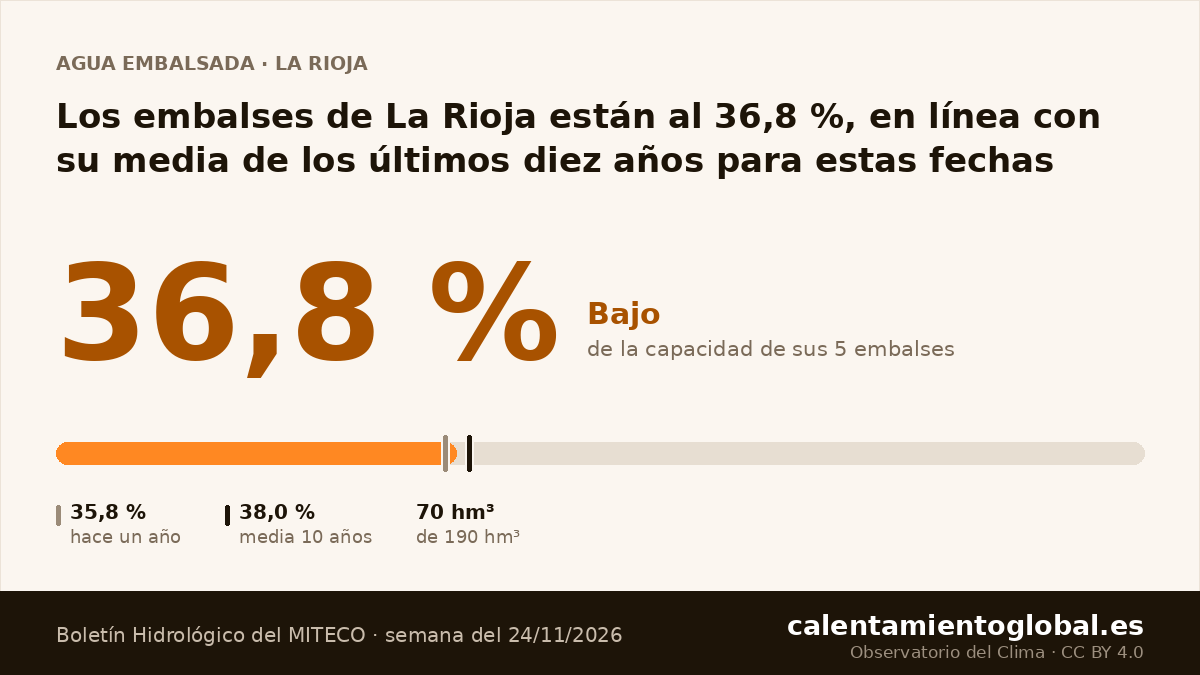 AGUA EMBALSADA · LA RIOJA
Los embalses de La Rioja están al 36,8 %, en línea con
su media de los últimos diez años para estas fechas
36,8 %
Bajo
de la capacidad de sus 5 embalses
35,8 %
hace un año
38,0 %
media 10 años
70 hm³
de 190 hm³
Boletín Hidrológico del MITECO · semana del 24/11/2026
calentamientoglobal.es
Observatorio del Clima · CC BY 4.0